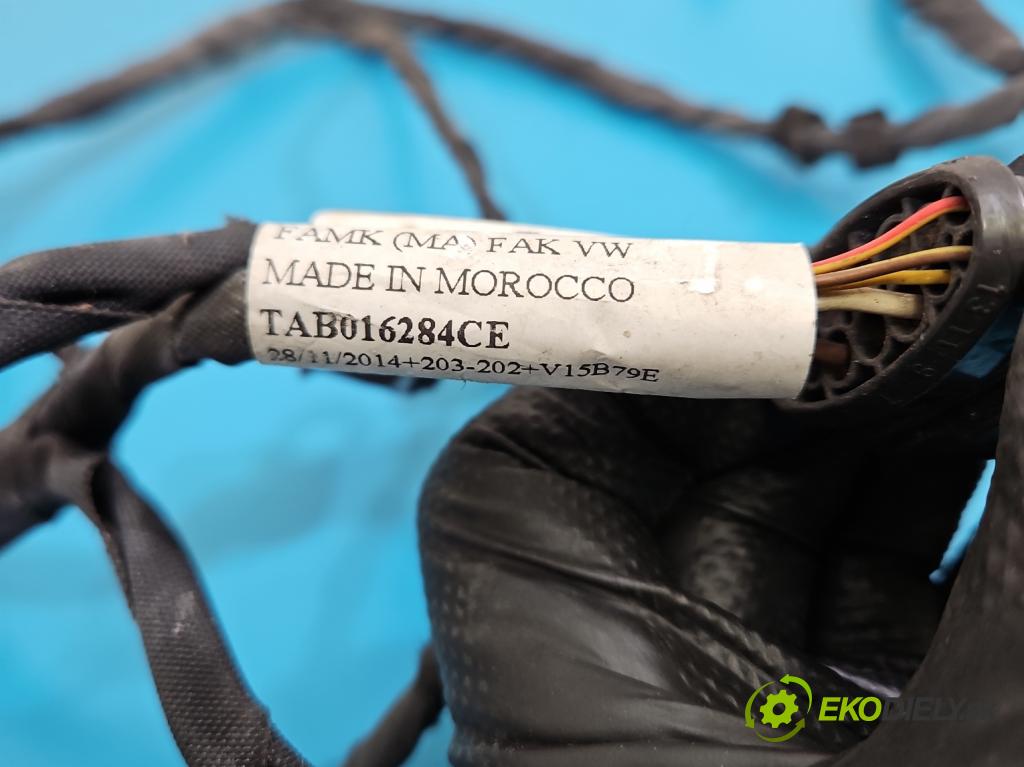 FAMK (MA) FAK VW
MADE IN MOROCCO
TAB016284CE
28/11/2014+203-202+V15B79E
EKODIELY